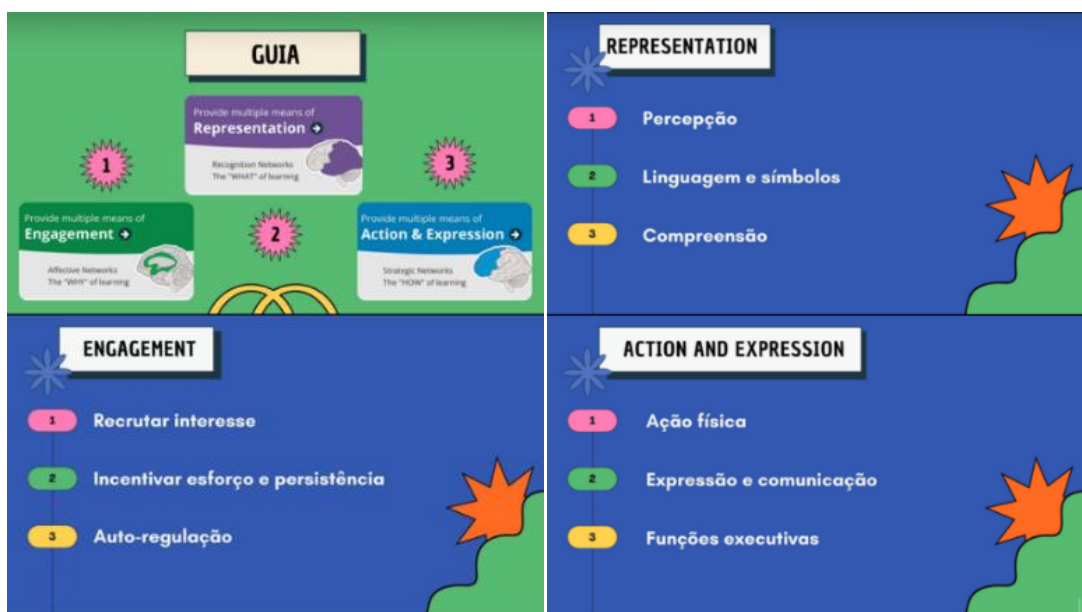 GUIA
Provide multiple means of
Representation
Recognition Networks
The "WHAT" of learning
1
3
Provide multiple means of
Engagement
Affective Networks
The "WHY" of learning
2
Provide multiple means of
Action & Expression
Strategic Networks
The "HOW" of learning
REPRESENTATION
1 Percepção
2 Linguagem e símbolos
3 Compreensão
ENGAGEMENT
1 Recrutar interesse
2 Incentivar esforço e persistência
3 Auto-regulação
ACTION AND EXPRESSION
1 Ação física
2 Expressão e comunicação
3 Funções executivas